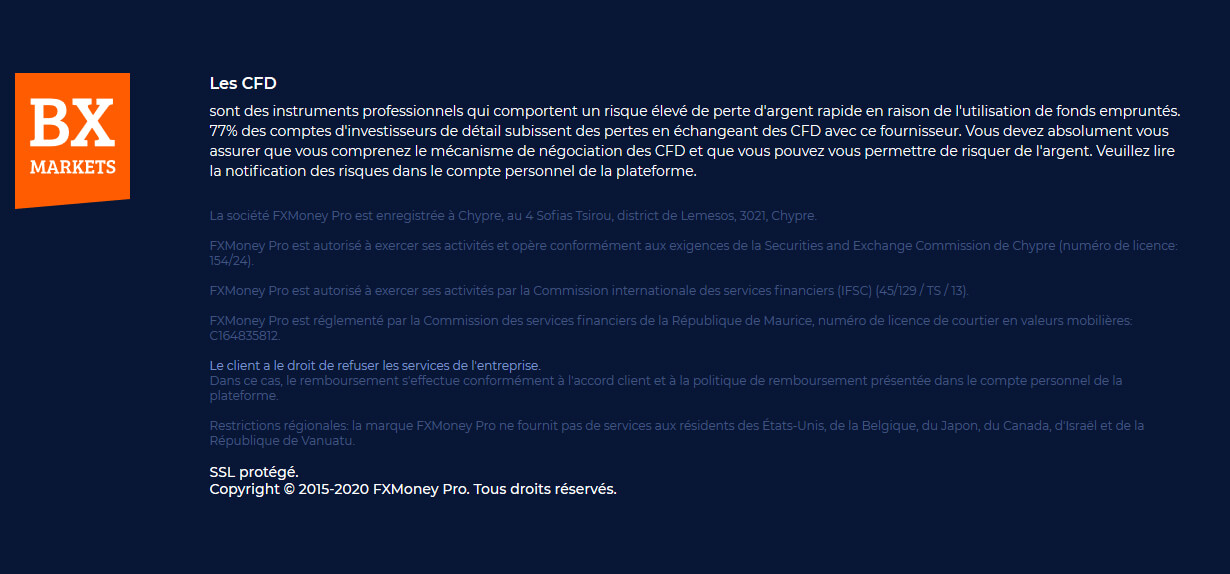 BX
MARKETS
Les CFD
sont des instruments professionnels qui comportent un risque élevé de perte d'argent rapide en raison de l'utilisation de fonds empruntés.
77% des comptes d'investisseurs de détail subissent des pertes en échangeant des CFD avec ce fournisseur. Vous devez absolument vous
assurer que vous comprenez le mécanisme de négociation des CFD et que vous pouvez vous permettre de risquer de l'argent. Veuillez lire
la notification des risques dans le compte personnel de la plateforme.
La société FXMoney Pro est enregistrée à Chypre, au 4 Sofias Tsirou, district de Lemesos, 3021, Chypre.
FXMoney Pro est autorisé à exercer ses activités et opère conformément aux exigences de la Securities and Exchange Commission de Chypre (numéro de licence:
154/24).
FXMoney Pro est autorisé à exercer ses activités par la Commission internationale des services financiers (IFSC) (45/129 / TS / 13).
FXMoney Pro est réglementé par la Commission des services financiers de la République de Maurice, numéro de licence de courtier en valeurs mobilières:
C164835812.
Le client a le droit de refuser les services de l'entreprise.
Dans ce cas, le remboursement s'effectue conformément à l'accord client et à la politique de remboursement présentée dans le compte personnel de la
plateforme.
Restrictions régionales: la marque FXMoney Pro ne fournit pas de services aux résidents des États-Unis, de la Belgique, du Japon, du Canada, d'Israël et de la
République de Vanuatu.
SSL protégé.
Copyright © 2015-2020 FXMoney Pro. Tous droits réservés.